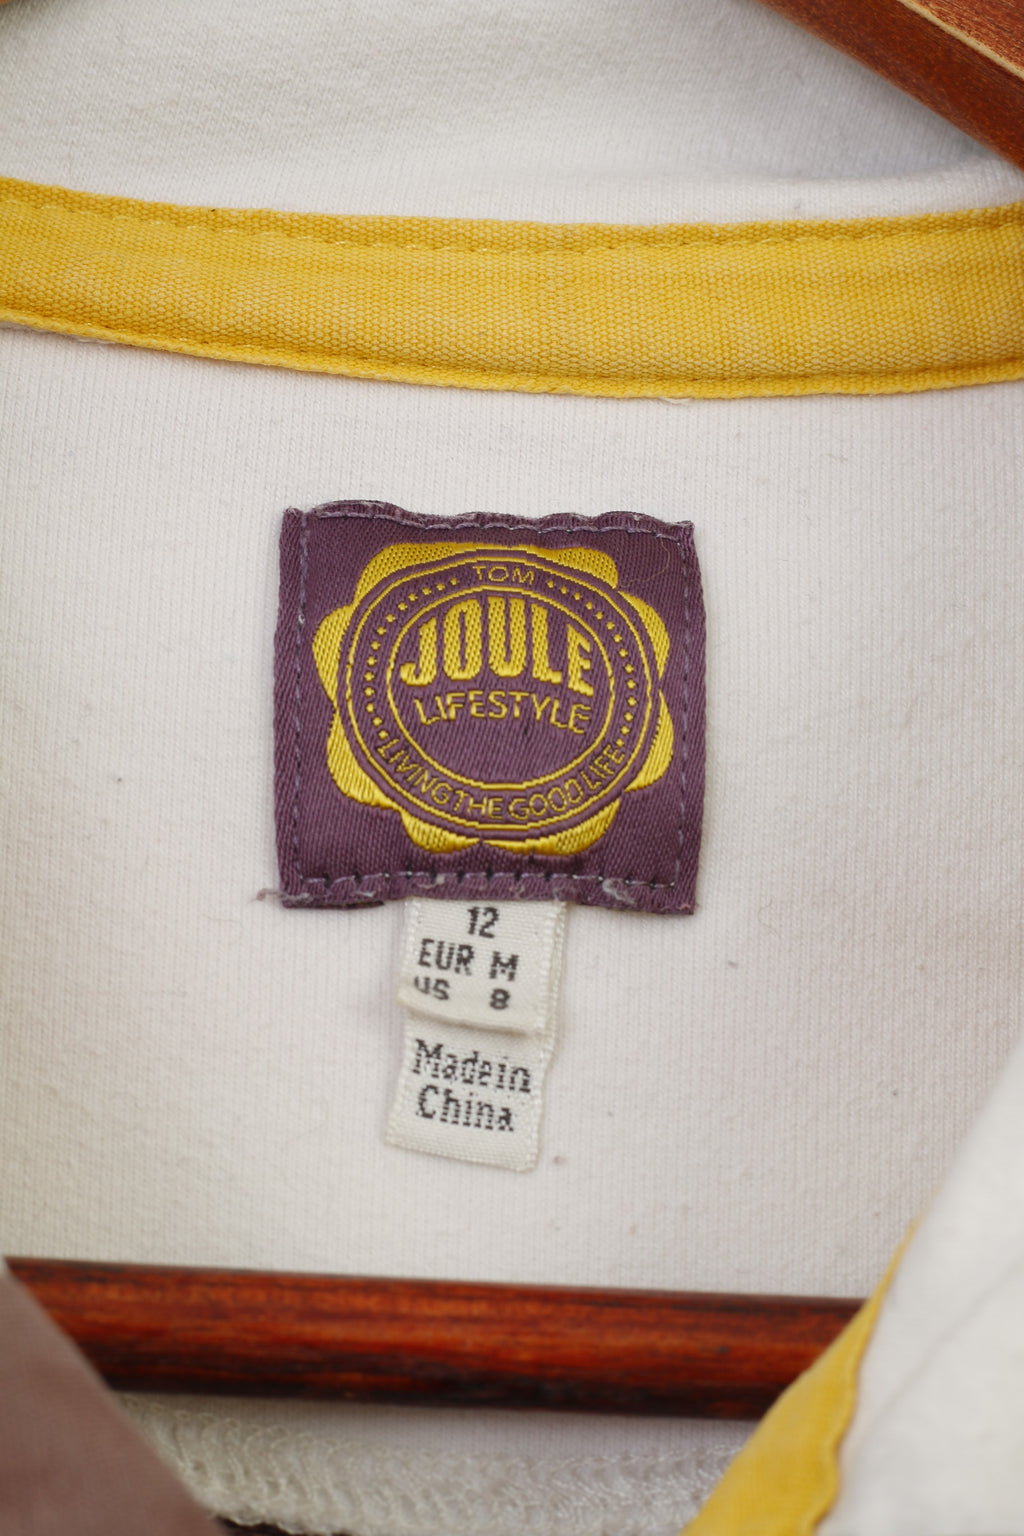 TOM
JOULE
LIFESTYLE
LIVING THE GOOD LIFE
12
EUR M
US 8
Made in
China